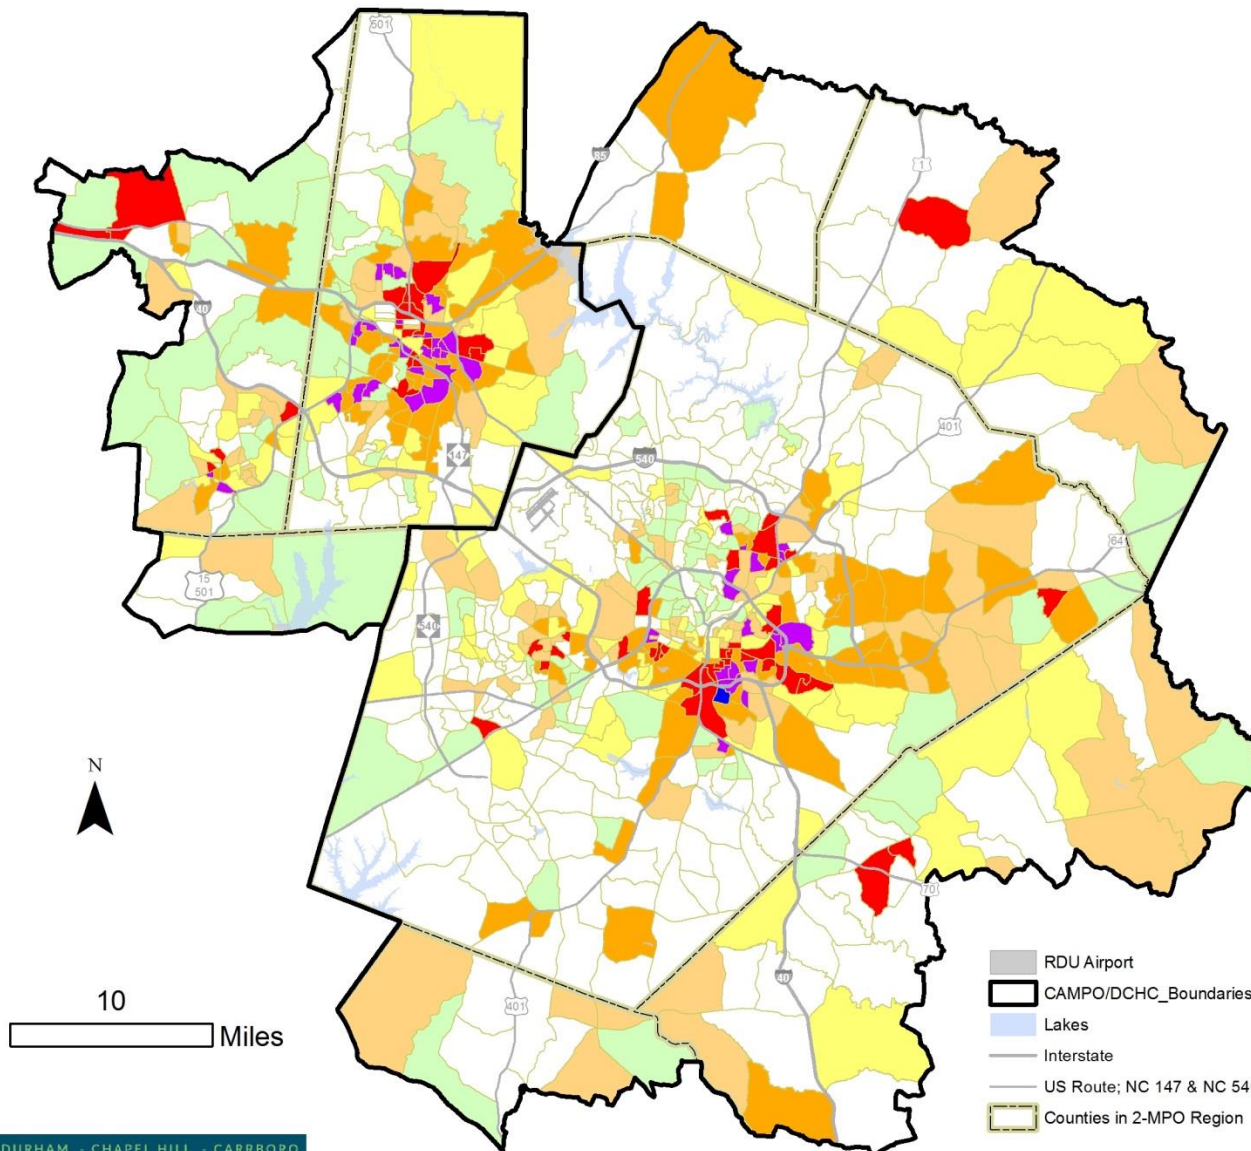 501
85
1
40
147
401
540
64
15
501
540
70
N
10
Miles
401
40
RDU Airport
CAMPO/DCHC_Boundaries
Lakes
Interstate
US Route; NC 147 & NC 54
Counties in 2-MPO Region
DURHAM - CHAPEL HILL - CARRBORO